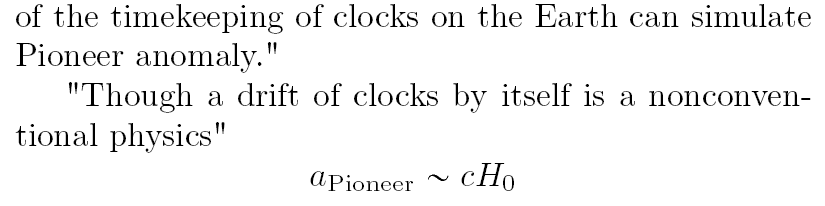 of the timekeeping of clocks on the Earth can simulate
Pioneer anomaly."
"Though a drift of clocks by itself is a nonconven-
tional physics"
a_Pioneer ∼ cH_0